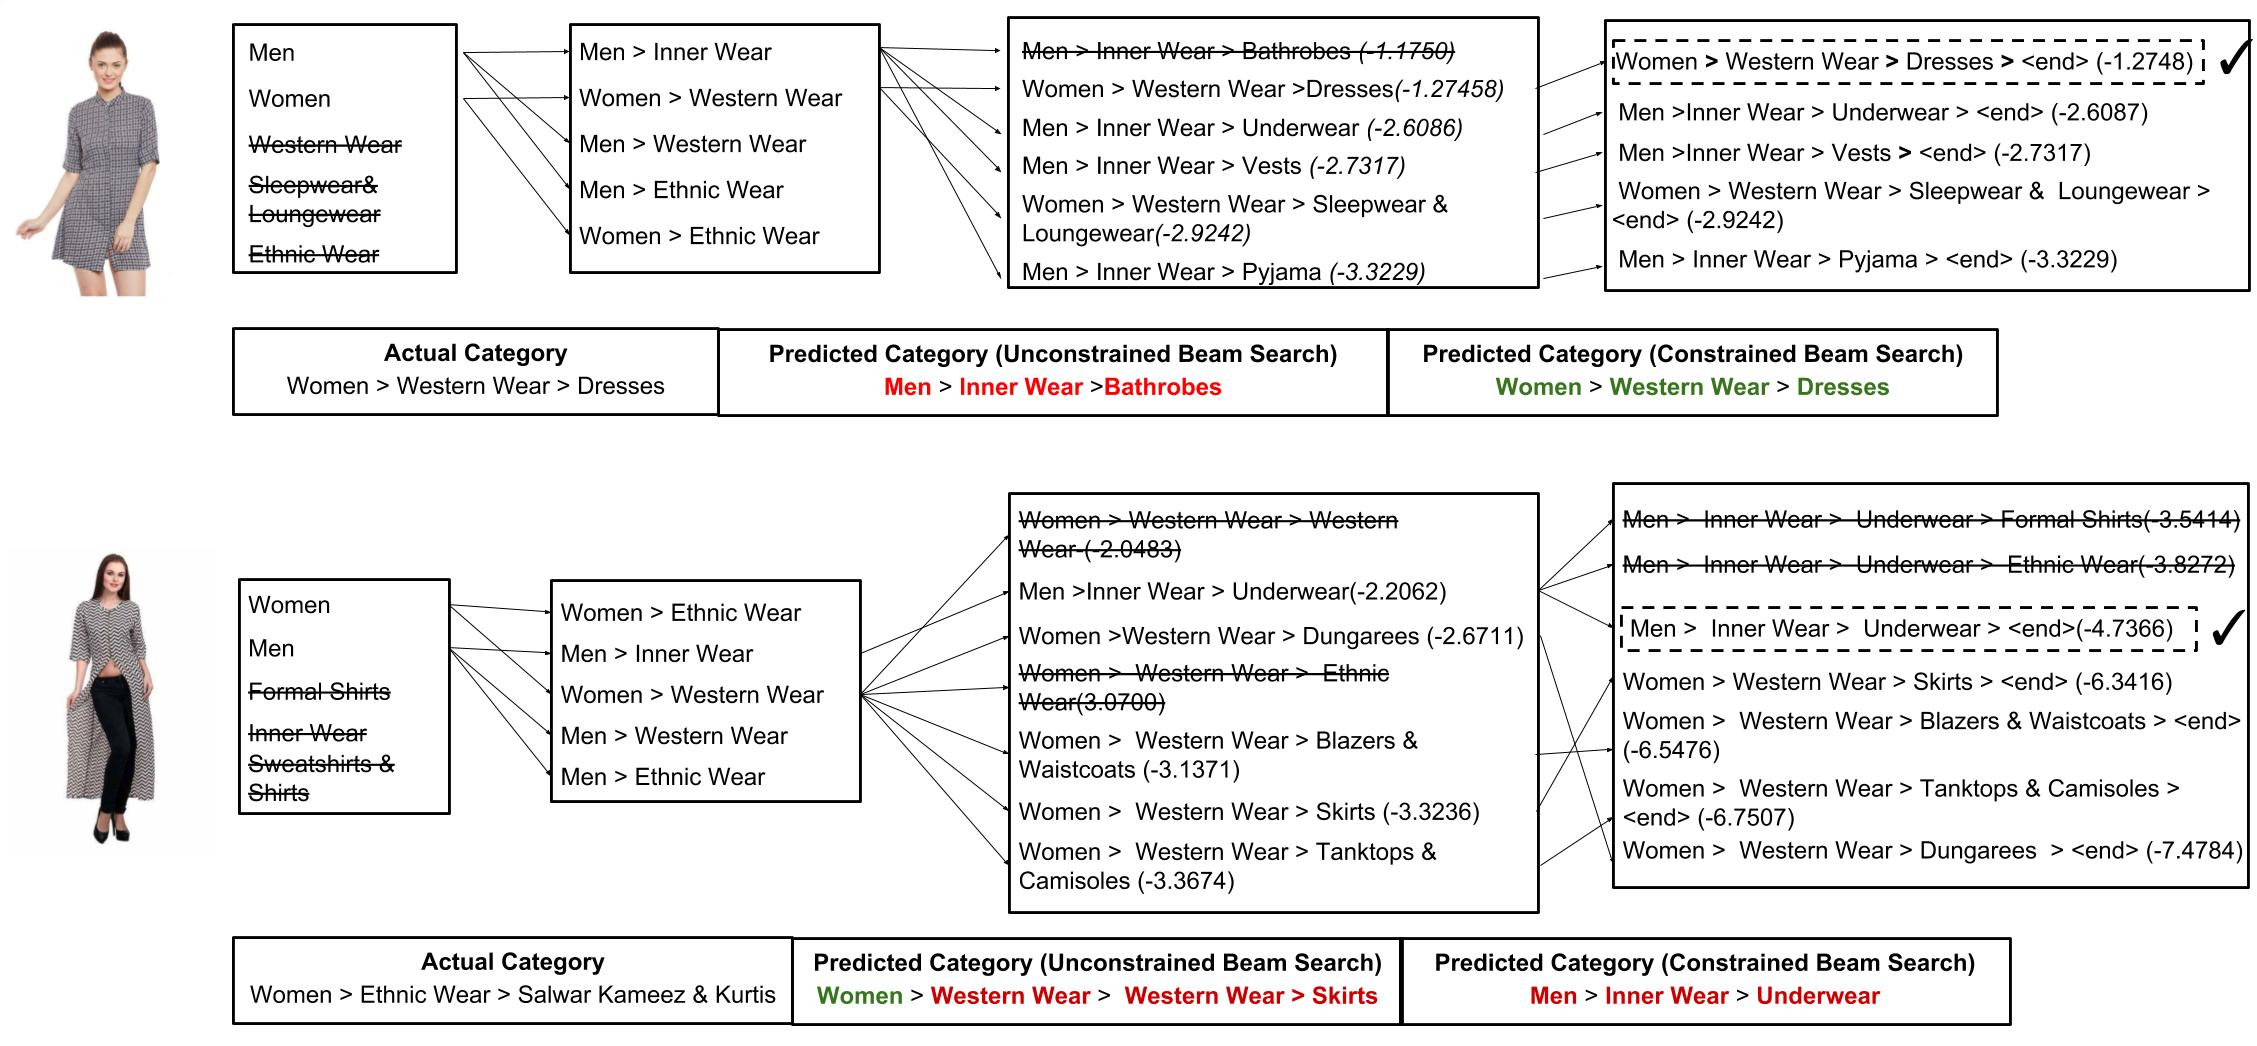 Men
Women
Western Wear
Sleepwear&
Loungewear
Ethnic Wear
Men > Inner Wear
Women > Western Wear
Men > Western Wear
Men > Ethnic Wear
Women > Ethnic Wear
Men > Inner Wear > Bathrobes (-1.1750)
Women > Western Wear >Dresses(-1.27458)
Men > Inner Wear > Underwear (-2.6086)
Men > Inner Wear > Vests (-2.7317)
Women > Western Wear > Sleepwear &
Loungewear(-2.9242)
Men > Inner Wear > Pyjama (-3.3229)
Women > Western Wear > Dresses > <end> (-1.2748)
Men >Inner Wear > Underwear > <end> (-2.6087)
Men >Inner Wear > Vests > <end> (-2.7317)
Women > Western Wear > Sleepwear & Loungewear >
<end> (-2.9242)
Men > Inner Wear > Pyjama > <end> (-3.3229)
Actual Category
Women > Western Wear > Dresses
Predicted Category (Unconstrained Beam Search)
Men > Inner Wear >Bathrobes
Predicted Category (Constrained Beam Search)
Women > Western Wear > Dresses
Women
Men
Formal Shirts
Inner Wear
Sweatshirts &
Shirts
Women > Ethnic Wear
Men > Inner Wear
Women > Western Wear
Men > Western Wear
Men > Ethnic Wear
Women > Western Wear > Western
Wear (-2.0483)
Men >Inner Wear > Underwear(-2.2062)
Women >Western Wear > Dungarees (-2.6711)
Women > Western Wear > Ethnic
Wear(3.0700)
Women > Western Wear > Blazers &
Waistcoats (-3.1371)
Women > Western Wear > Skirts (-3.3236)
Women > Western Wear > Tanktops &
Camisoles (-3.3674)
Men > Inner Wear > Underwear > Formal Shirts(-3.5414)
Men > Inner Wear > Underwear > Ethnic Wear(-3.8272)
Men > Inner Wear > Underwear > <end>(-4.7366)
Women > Western Wear > Skirts > <end> (-6.3416)
Women > Western Wear > Blazers & Waistcoats > <end>
(-6.5476)
Women > Western Wear > Tanktops & Camisoles >
<end> (-6.7507)
Women > Western Wear > Dungarees > <end> (-7.4784)
Actual Category
Women > Ethnic Wear > Salwar Kameez & Kurtis
Predicted Category (Unconstrained Beam Search)
Women > Western Wear > Western Wear > Skirts
Predicted Category (Constrained Beam Search)
Men > Inner Wear > Underwear